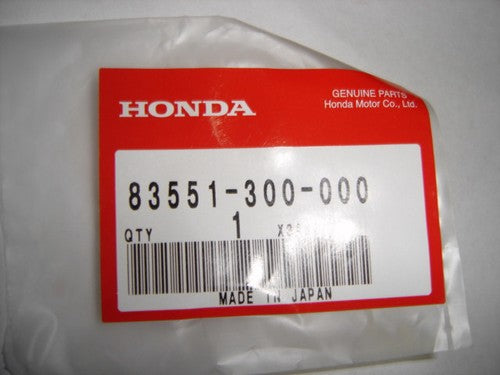 GENUINE PARTS
Honda Motor Co., Ltd.
HONDA
83551-300-000
QTY 1
MADE IN JAPAN